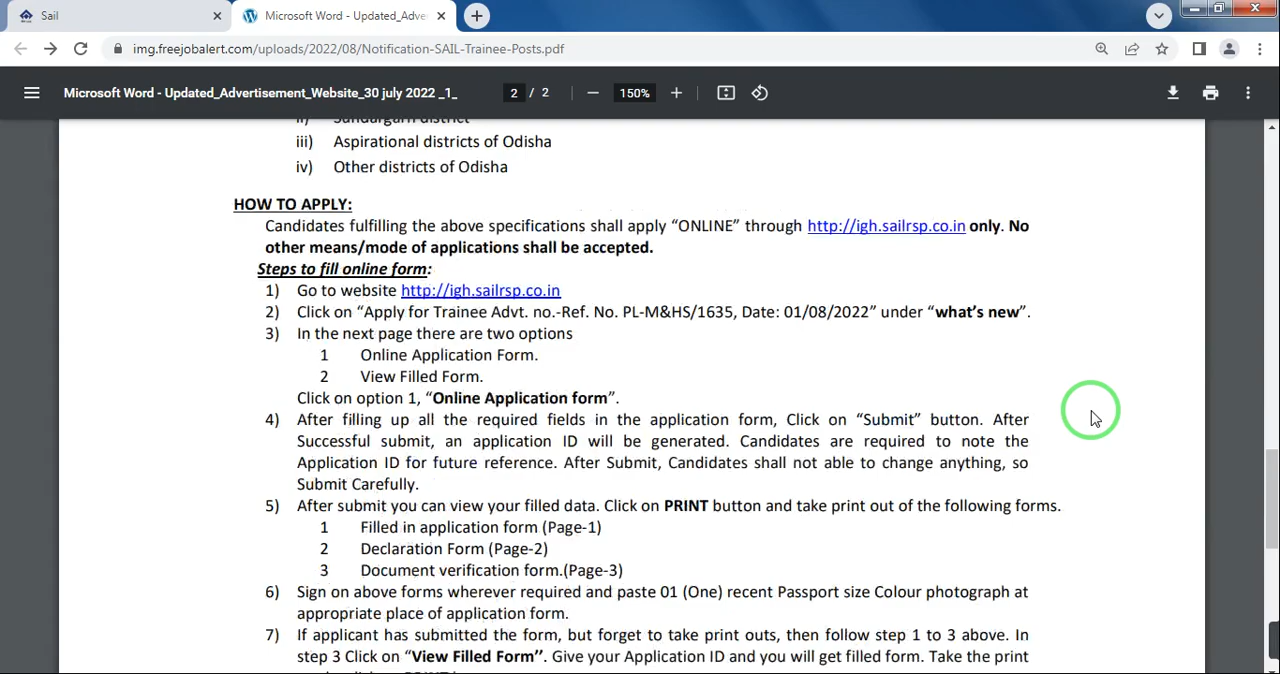 Sail
Microsoft Word - Updated_Adve
img.freejobalert.com/uploads/2022/08/Notification-SAIL-Trainee-Posts.pdf
Microsoft Word - Updated_Advertisement_Website_30 july 2022 _1_ 2 / 2 150%
ii) Sundargarh district
iii) Aspirational districts of Odisha
iv) Other districts of Odisha
HOW TO APPLY:
Candidates fulfilling the above specifications shall apply “ONLINE” through http://igh.sailrsp.co.in only. No
other means/mode of applications shall be accepted.
Steps to fill online form:
1) Go to website http://igh.sailrsp.co.in
2) Click on “Apply for Trainee Advt. no.-Ref. No. PL-M&HS/1635, Date: 01/08/2022” under “what’s new”.
3) In the next page there are two options
1 Online Application Form.
2 View Filled Form.
Click on option 1, “Online Application form”.
4) After filling up all the required fields in the application form, Click on “Submit” button. After
Successful submit, an application ID will be generated. Candidates are required to note the
Application ID for future reference. After Submit, Candidates shall not able to change anything, so
Submit Carefully.
5) After submit you can view your filled data. Click on PRINT button and take print out of the following forms.
1 Filled in application form (Page-1)
2 Declaration Form (Page-2)
3 Document verification form.(Page-3)
6) Sign on above forms wherever required and paste 01 (One) recent Passport size Colour photograph at
appropriate place of application form.
7) If applicant has submitted the form, but forget to take print outs, then follow step 1 to 3 above. In
step 3 Click on “View Filled Form’’. Give your Application ID and you will get filled form. Take the print